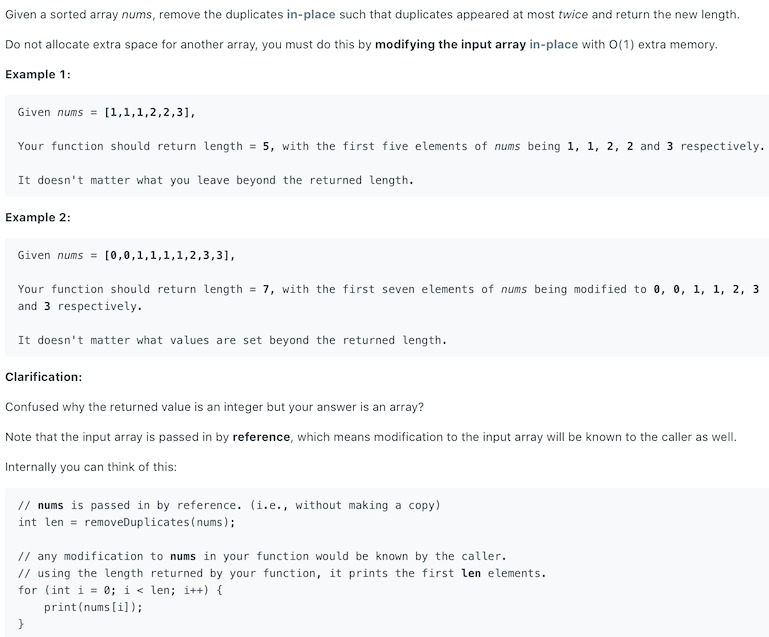 Given a sorted array nums, remove the duplicates in-place such that duplicates appeared at most twice and return the new length.
Do not allocate extra space for another array, you must do this by modifying the input array in-place with O(1) extra memory.
Example 1:
Given nums = [1,1,1,2,2,3],
Your function should return length = 5, with the first five elements of nums being 1, 1, 2, 2 and 3 respectively.
It doesn't matter what you leave beyond the returned length.
Example 2:
Given nums = [0,0,1,1,1,1,2,3,3],
Your function should return length = 7, with the first seven elements of nums being modified to 0, 0, 1, 1, 2, 3
and 3 respectively.
It doesn't matter what values are set beyond the returned length.
Clarification:
Confused why the returned value is an integer but your answer is an array?
Note that the input array is passed in by reference, which means modification to the input array will be known to the caller as well.
Internally you can think of this:
// nums is passed in by reference. (i.e., without making a copy)
int len = removeDuplicates(nums);
// any modification to nums in your function would be known by the caller.
// using the length returned by your function, it prints the first len elements.
for (int i = 0; i < len; i++) {
    print(nums[i]);
}